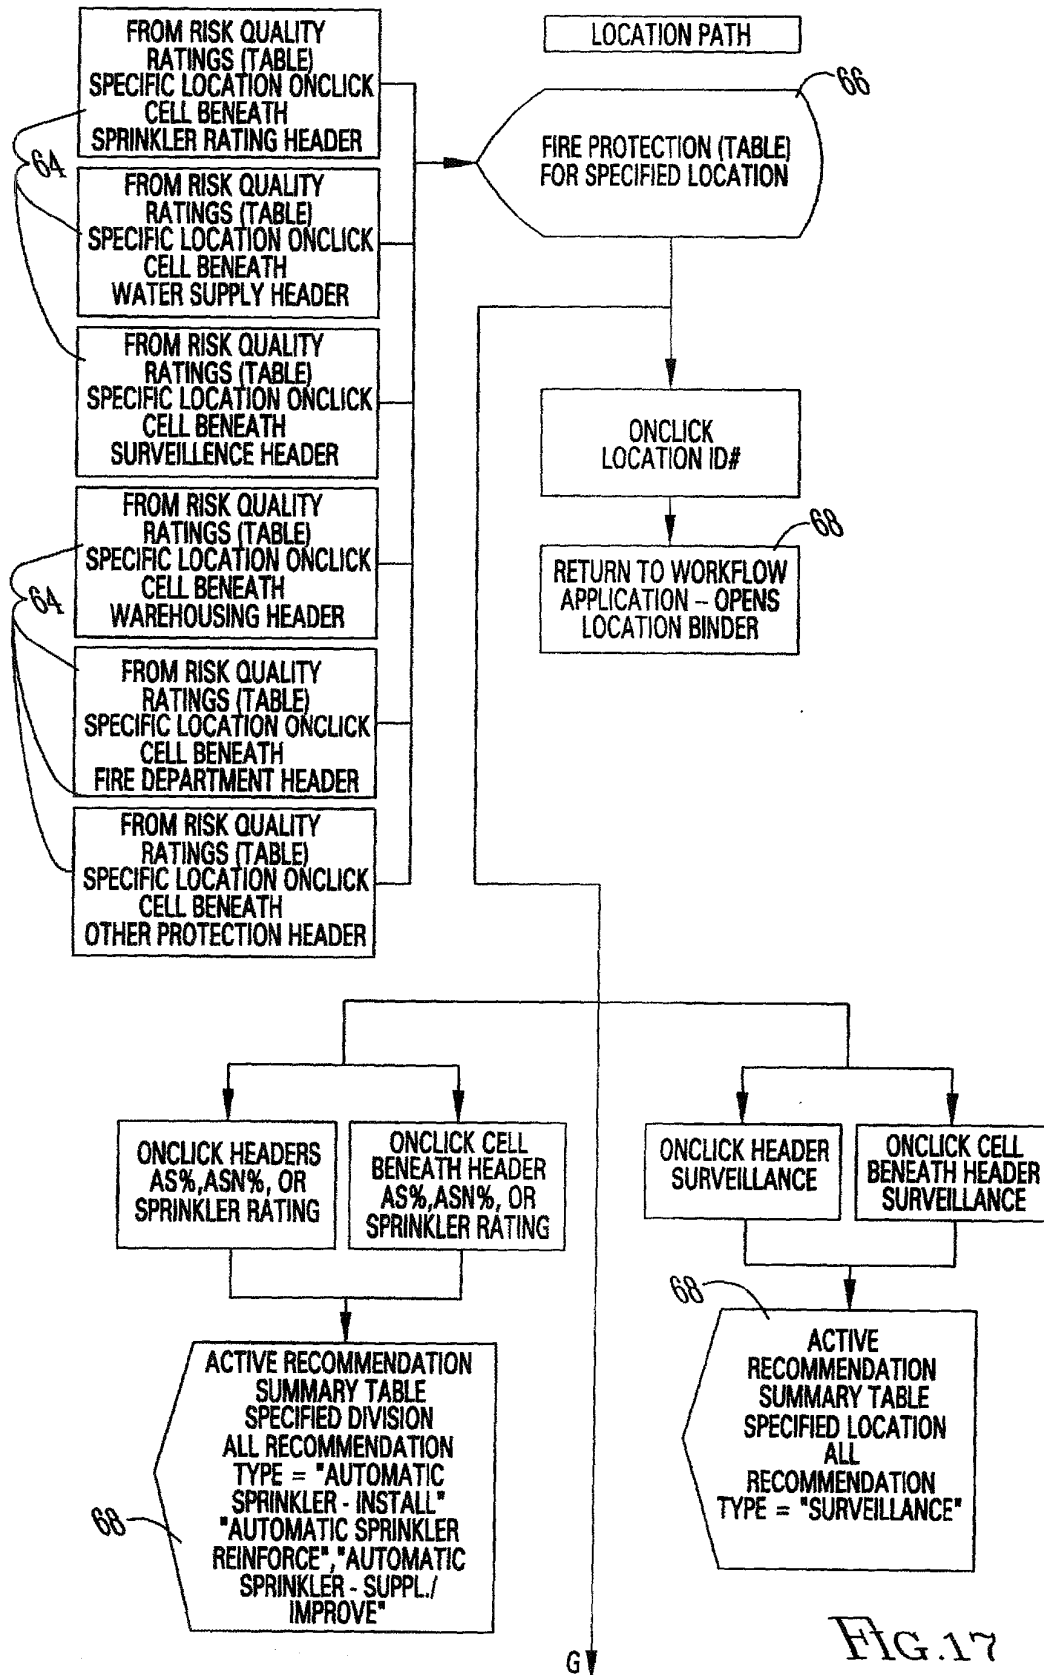 FROM RISK QUALITY
RATINGS (TABLE)
SPECIFIC LOCATION ONCLICK
CELL BENEATH
SPRINKLER RATING HEADER
64
FROM RISK QUALITY
RATINGS (TABLE)
SPECIFIC LOCATION ONCLICK
CELL BENEATH
WATER SUPPLY HEADER
FROM RISK QUALITY
RATINGS (TABLE)
SPECIFIC LOCATION ONCLICK
CELL BENEATH
SURVEILLENCE HEADER
FROM RISK QUALITY
RATINGS (TABLE)
SPECIFIC LOCATION ONCLICK
CELL BENEATH
WAREHOUSING HEADER
64
FROM RISK QUALITY
RATINGS (TABLE)
SPECIFIC LOCATION ONCLICK
CELL BENEATH
FIRE DEPARTMENT HEADER
FROM RISK QUALITY
RATINGS (TABLE)
SPECIFIC LOCATION ONCLICK
CELL BENEATH
OTHER PROTECTION HEADER
LOCATION PATH
66
FIRE PROTECTION (TABLE)
FOR SPECIFIED LOCATION
ONCLICK
LOCATION ID#
68
RETURN TO WORKFLOW
APPLICATION – OPENS
LOCATION BINDER
ONCLICK HEADERS
AS%,ASN%, OR
SPRINKLER RATING
ONCLICK CELL
BENEATH HEADER
AS%,ASN%, OR
SPRINKLER RATING
ONCLICK HEADER
SURVEILLANCE
ONCLICK CELL
BENEATH HEADER
SURVEILLANCE
68
ACTIVE RECOMMENDATION
SUMMARY TABLE
SPECIFIED DIVISION
ALL RECOMMENDATION
TYPE = "AUTOMATIC
SPRINKLER - INSTALL"
"AUTOMATIC SPRINKLER
REINFORCE","AUTOMATIC
SPRINKLER - SUPPL./
IMPROVE"
68
ACTIVE
RECOMMENDATION
SUMMARY TABLE
SPECIFIED LOCATION
ALL
RECOMMENDATION
TYPE = "SURVEILLANCE"
G
FIG.17